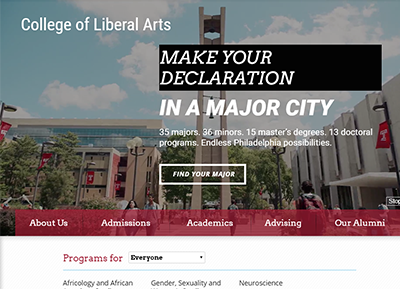 College of Liberal Arts
MAKE YOUR
DECLARATION
IN A MAJOR CITY
35 majors. 36 minors. 15 master's degrees. 13 doctoral
programs. Endless Philadelphia possibilities.
FIND YOUR MAJOR
Stop
About Us Admissions Academics Advising Our Alumni
Programs for Everyone
Africology and African Gender, Sexuality and Neuroscience